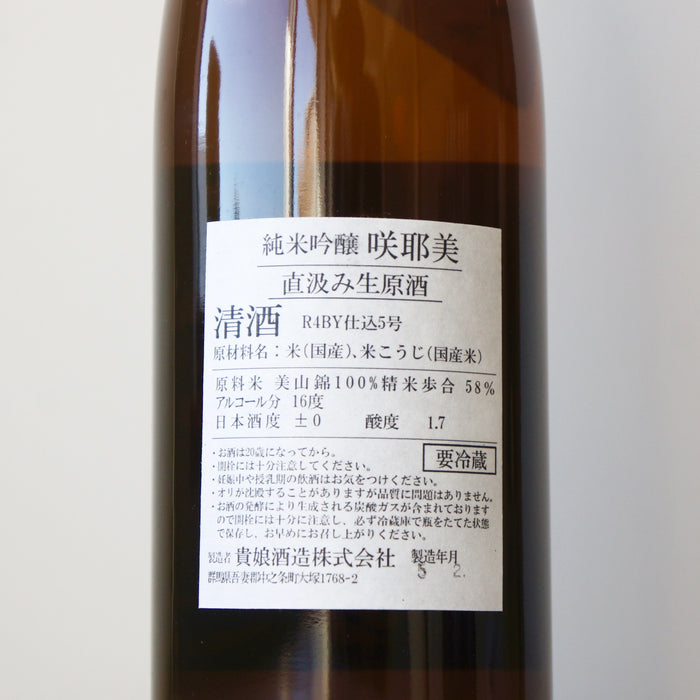 純米吟醸 咲耶美
直汲み生原酒
清酒 R4BY仕込5号
原材料名：米(国産)、米こうじ(国産米)
原料米 美山錦100%精米歩合 58%
アルコール分 16度
日本酒度 ±0 酸度 1.7
・お酒は20歳になってから。
・開栓には十分注意してください。
要冷蔵
・妊娠中や授乳期の飲酒はお気をつけください。
・オリが沈殿することがありますが品質に問題はありません。
・お酒の発酵により生成される炭酸ガスが含まれております
ので開栓には十分に注意し、必ず冷蔵庫で瓶をたてた状態
で保存し、お早めにお召し上がりください。
製造者 貴娘酒造株式会社 製造年月
群馬県吾妻郡中之条町大塚1768-2 5 2.